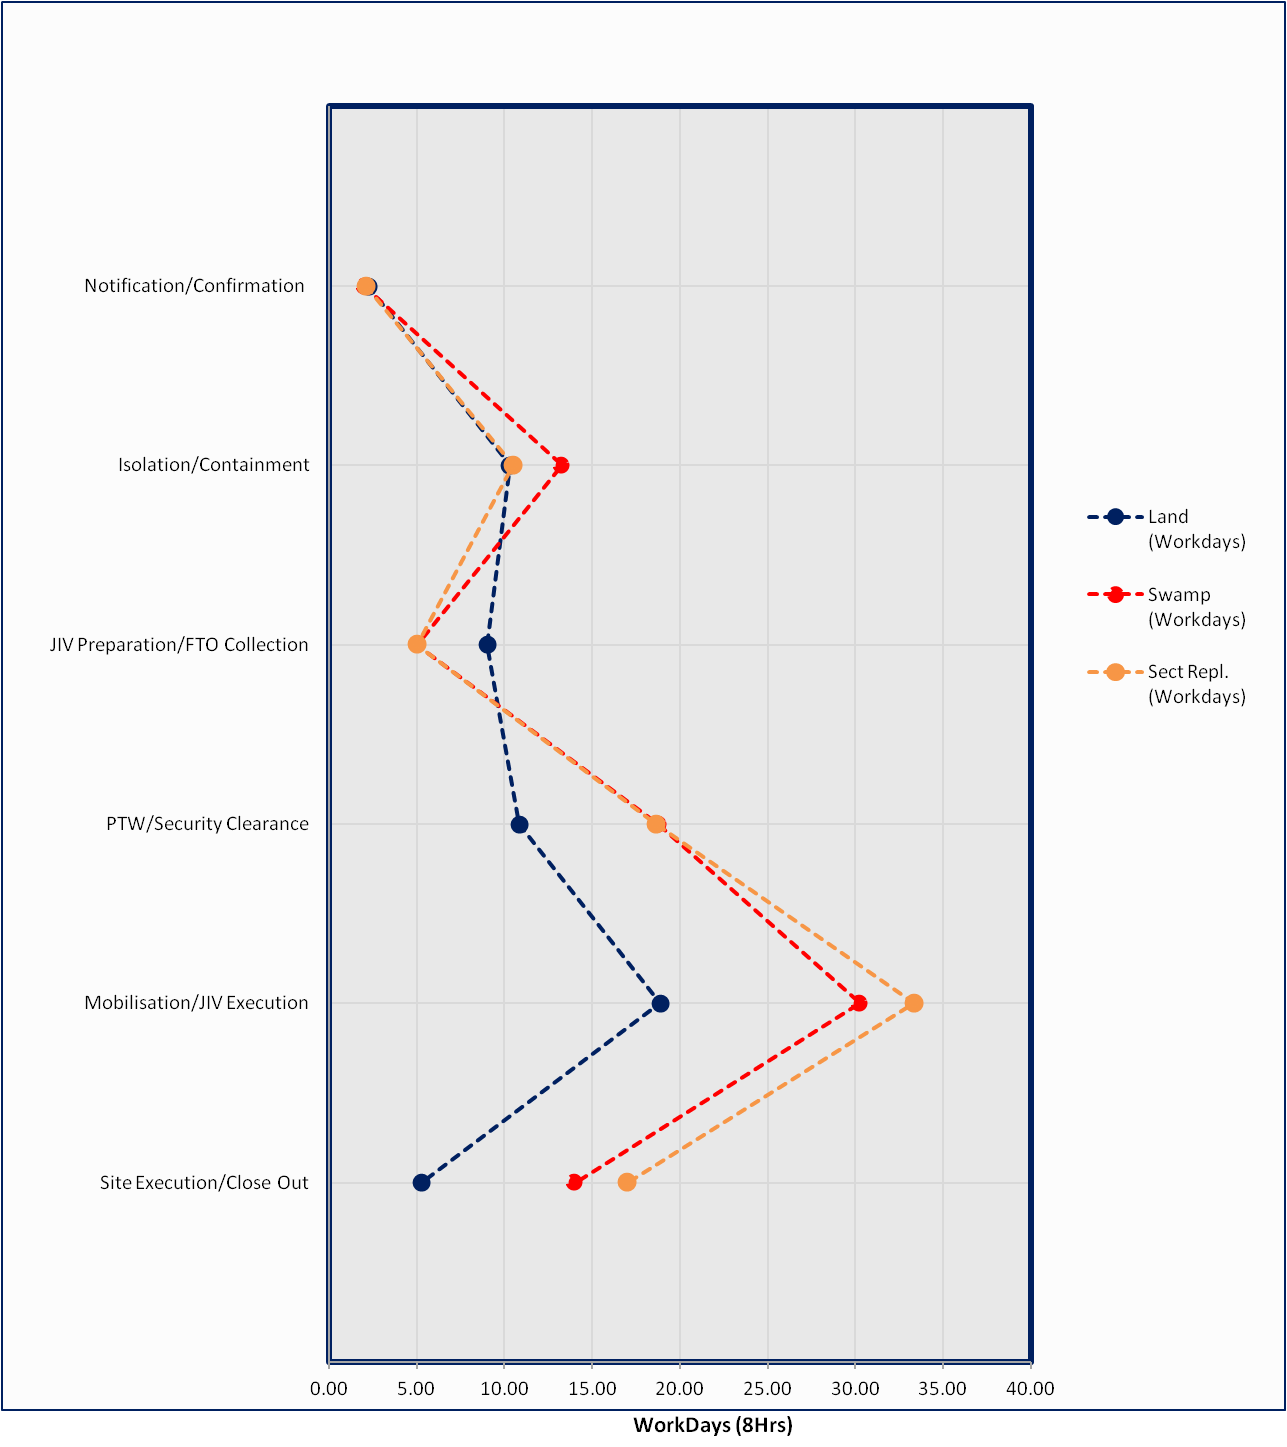 Notification/Confirmation
Isolation/Containment
JIV Preparation/FTO Collection
PTW/Security Clearance
Mobilisation/JIV Execution
Site Execution/Close Out
Land
(Workdays)
Swamp
(Workdays)
Sect Repl.
(Workdays)
0.00 5.00 10.00 15.00 20.00 25.00 30.00 35.00 40.00
WorkDays (8Hrs)